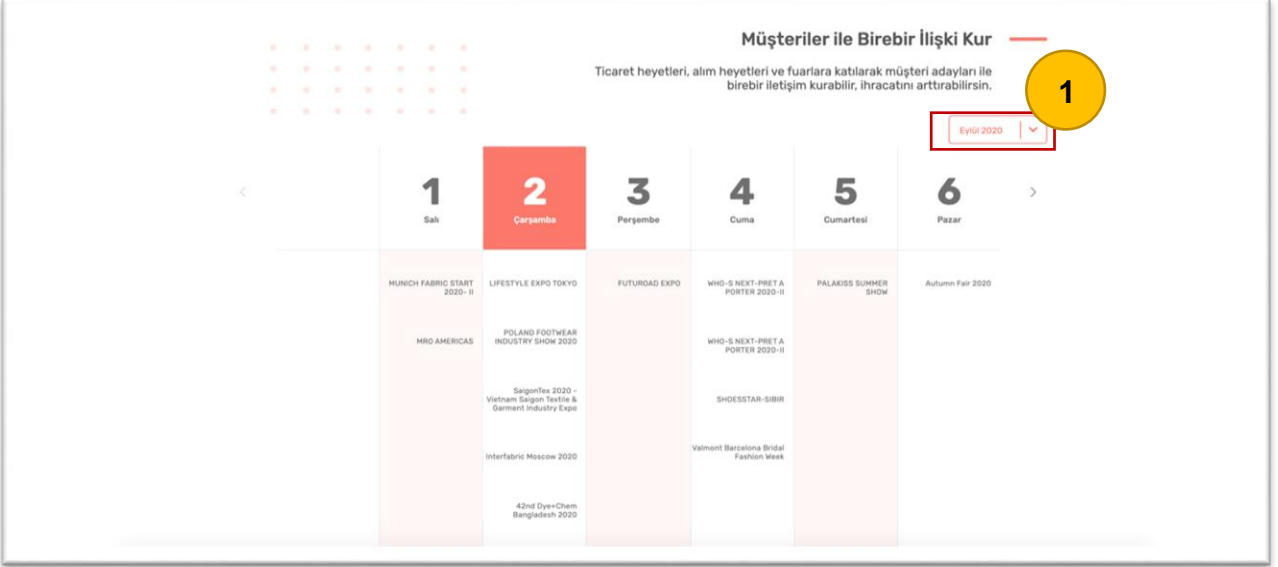 Müşteriler ile Birebir İlişki Kur
Ticaret heyetleri, alım heyetleri ve fuarlara katılarak müşteri adayları ile
birebir iletişim kurabilir, ihracatını arttırabilirsin.
1
Eylül 2020
1
Salı
2
Çarşamba
3
Perşembe
4
Cuma
5
Cumartesi
6
Pazar
MUNICH FABRIC START
2020- II
MRO AMERICAS
LIFESTYLE EXPO TOKYO
POLAND FOOTWEAR
INDUSTRY SHOW 2020
SaigonTex 2020 -
Vietnam Saigon Textile &
Garment Industry Expo
Interfabric Moscow 2020
42nd Dye+Chem
Bangladesh 2020
FUTUROAD EXPO
WHO-S NEXT-PRET A
PORTER 2020-II
WHO-S NEXT-PRET A
PORTER 2020-II
SHOESSTAR-SIBIR
Valmont Barcelona Bridal
Fashion Week
PALAKISS SUMMER
SHOW
Autumn Fair 2020